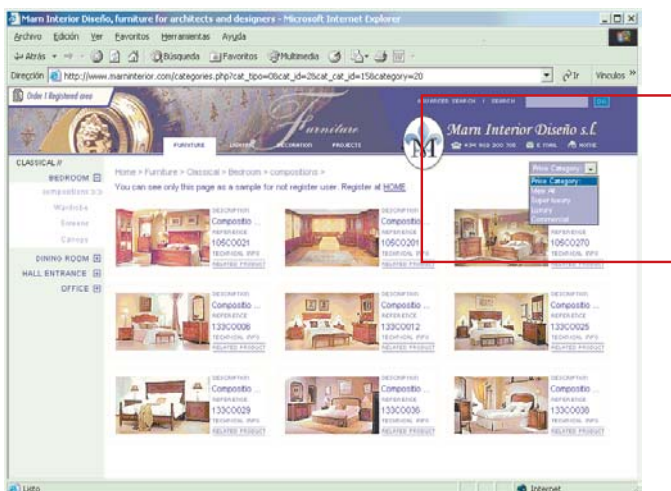 Marn Interior Diseño, furniture for architects and designers - Microsoft Internet Explorer
Archivo Edición Ver Favoritos Herramientas Ayuda
Atrás Búsqueda Favoritos Multimedia
Dirección http://www.marninterior.com/categories.php?cat_tipo=0&cat_id=2&cat_cat_id=15&category=20 Ir Vínculos »
Order / Registered area
ADVANCED SEARCH / SEARCH
Furniture
Marn Interior Diseño s.l.
FURNITURE LIGHTING DECORATION PROJECTS
M
E-MAIL HOME
CLASSICAL //
BEDROOM
compositions >>
Wardrobe
Canopy
DINING ROOM
HALL ENTRANCE
OFFICE
Home > Furniture > Classical > Bedroom > compositions >
You can see only this page as a sample for not register user. Register at HOME
Price Category:
Price Category:
View All
Super luxury
Luxury
Commercial
DESCRIPTION
Compositio ...
REFERENCE
105C0021
TECHNICAL INFO
RELATED PRODUCT
DESCRIPTION
Compositio ...
REFERENCE
105C0201
TECHNICAL INFO
RELATED PRODUCT
REFERENCE
105C0270
TECHNICAL INFO
RELATED PRODUCT
DESCRIPTION
Compositio ...
REFERENCE
133C0006
TECHNICAL INFO
RELATED PRODUCT
DESCRIPTION
Compositio ...
REFERENCE
133C0012
TECHNICAL INFO
RELATED PRODUCT
DESCRIPTION
Compositio ...
REFERENCE
133C0025
TECHNICAL INFO
RELATED PRODUCT
DESCRIPTION
Compositio ...
REFERENCE
133C0029
TECHNICAL INFO
RELATED PRODUCT
DESCRIPTION
Compositio ...
REFERENCE
133C0036
TECHNICAL INFO
RELATED PRODUCT
DESCRIPTION
Compositio ...
REFERENCE
133C0038
TECHNICAL INFO
RELATED PRODUCT
Listo
Internet